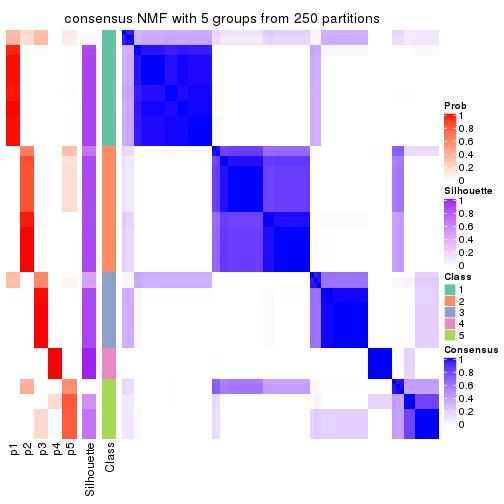 consensus NMF with 5 groups from 250 partitions
Prob
1
0.8
0.6
0.4
0.2
0
Silhouette
1
0.8
0.6
0.4
0.2
0
Class
1
2
3
4
5
Consensus
1
0.8
0.6
0.4
0.2
0
p1
p2
p3
p4
p5
Silhouette
Class